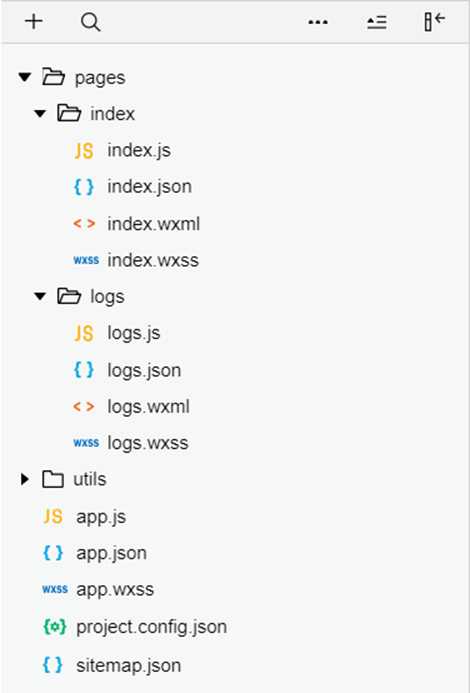 pages
index
JS index.js
{ } index.json
< > index.wxml
WXSS index.wxss
logs
JS logs.js
{ } logs.json
< > logs.wxml
WXSS logs.wxss
utils
JS app.js
{ } app.json
WXSS app.wxss
project.config.json
{ } sitemap.json